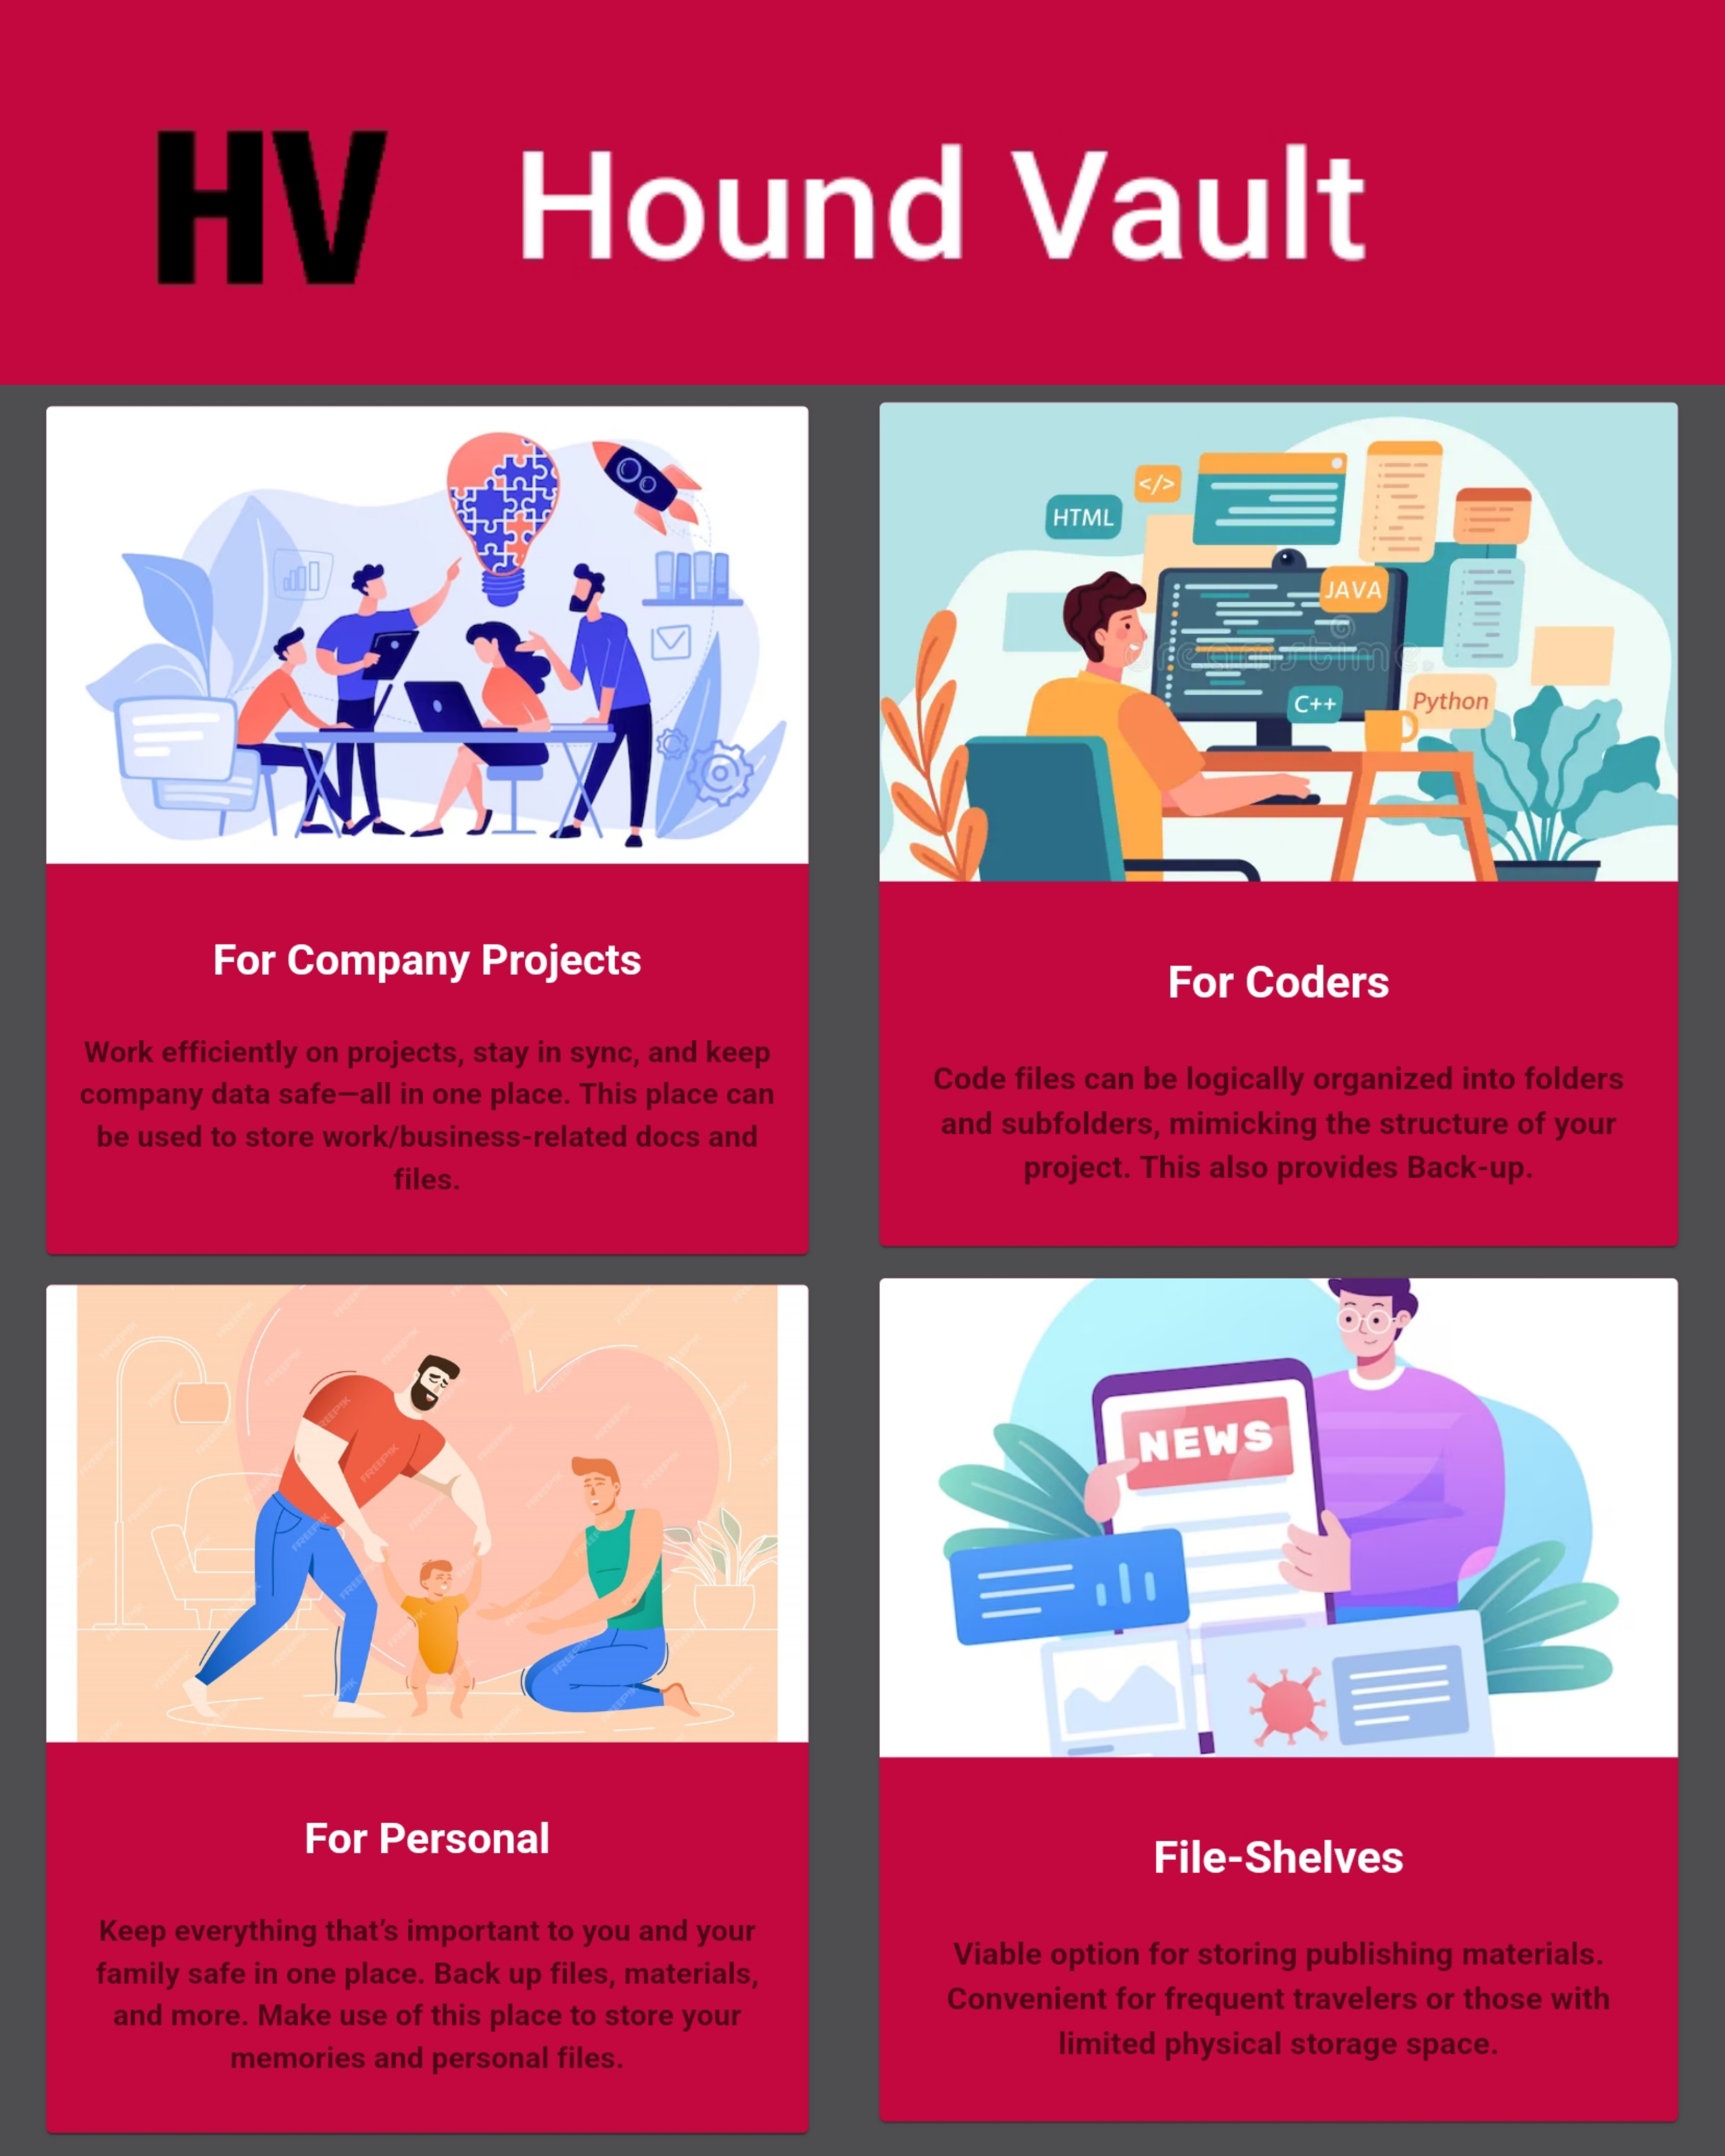 HV Hound Vault
HTML
</>
JAVA
C++
Python
dreamstime.
For Company Projects
Work efficiently on projects, stay in sync, and keep
company data safe—all in one place. This place can
be used to store work/business-related docs and
files.
For Coders
Code files can be logically organized into folders
and subfolders, mimicking the structure of your
project. This also provides Back-up.
FREEPIK
For Personal
Keep everything that’s important to you and your
family safe in one place. Back up files, materials,
and more. Make use of this place to store your
memories and personal files.
NEWS
File-Shelves
Viable option for storing publishing materials.
Convenient for frequent travelers or those with
limited physical storage space.